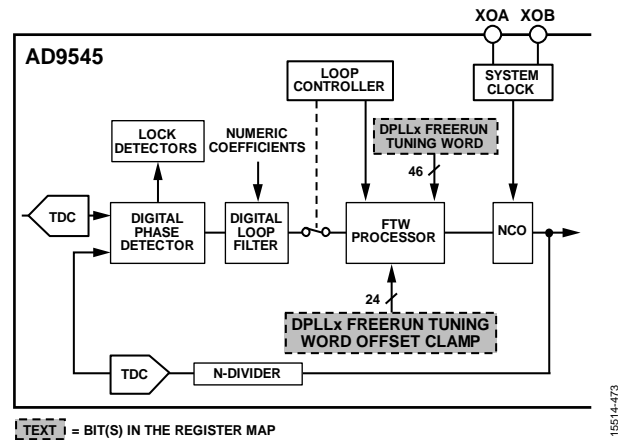 XOA XOB
AD9545
LOOP
CONTROLLER
SYSTEM
CLOCK
LOCK
DETECTORS
NUMERIC
COEFFICIENTS
DPLLx FREERUN
TUNING WORD
46
TDC
DIGITAL
PHASE
DETECTOR
DIGITAL
LOOP
FILTER
FTW
PROCESSOR
NCO
24
DPLLx FREERUN TUNING
WORD OFFSET CLAMP
TDC
N-DIVIDER
TEXT = BIT(S) IN THE REGISTER MAP
15514-473